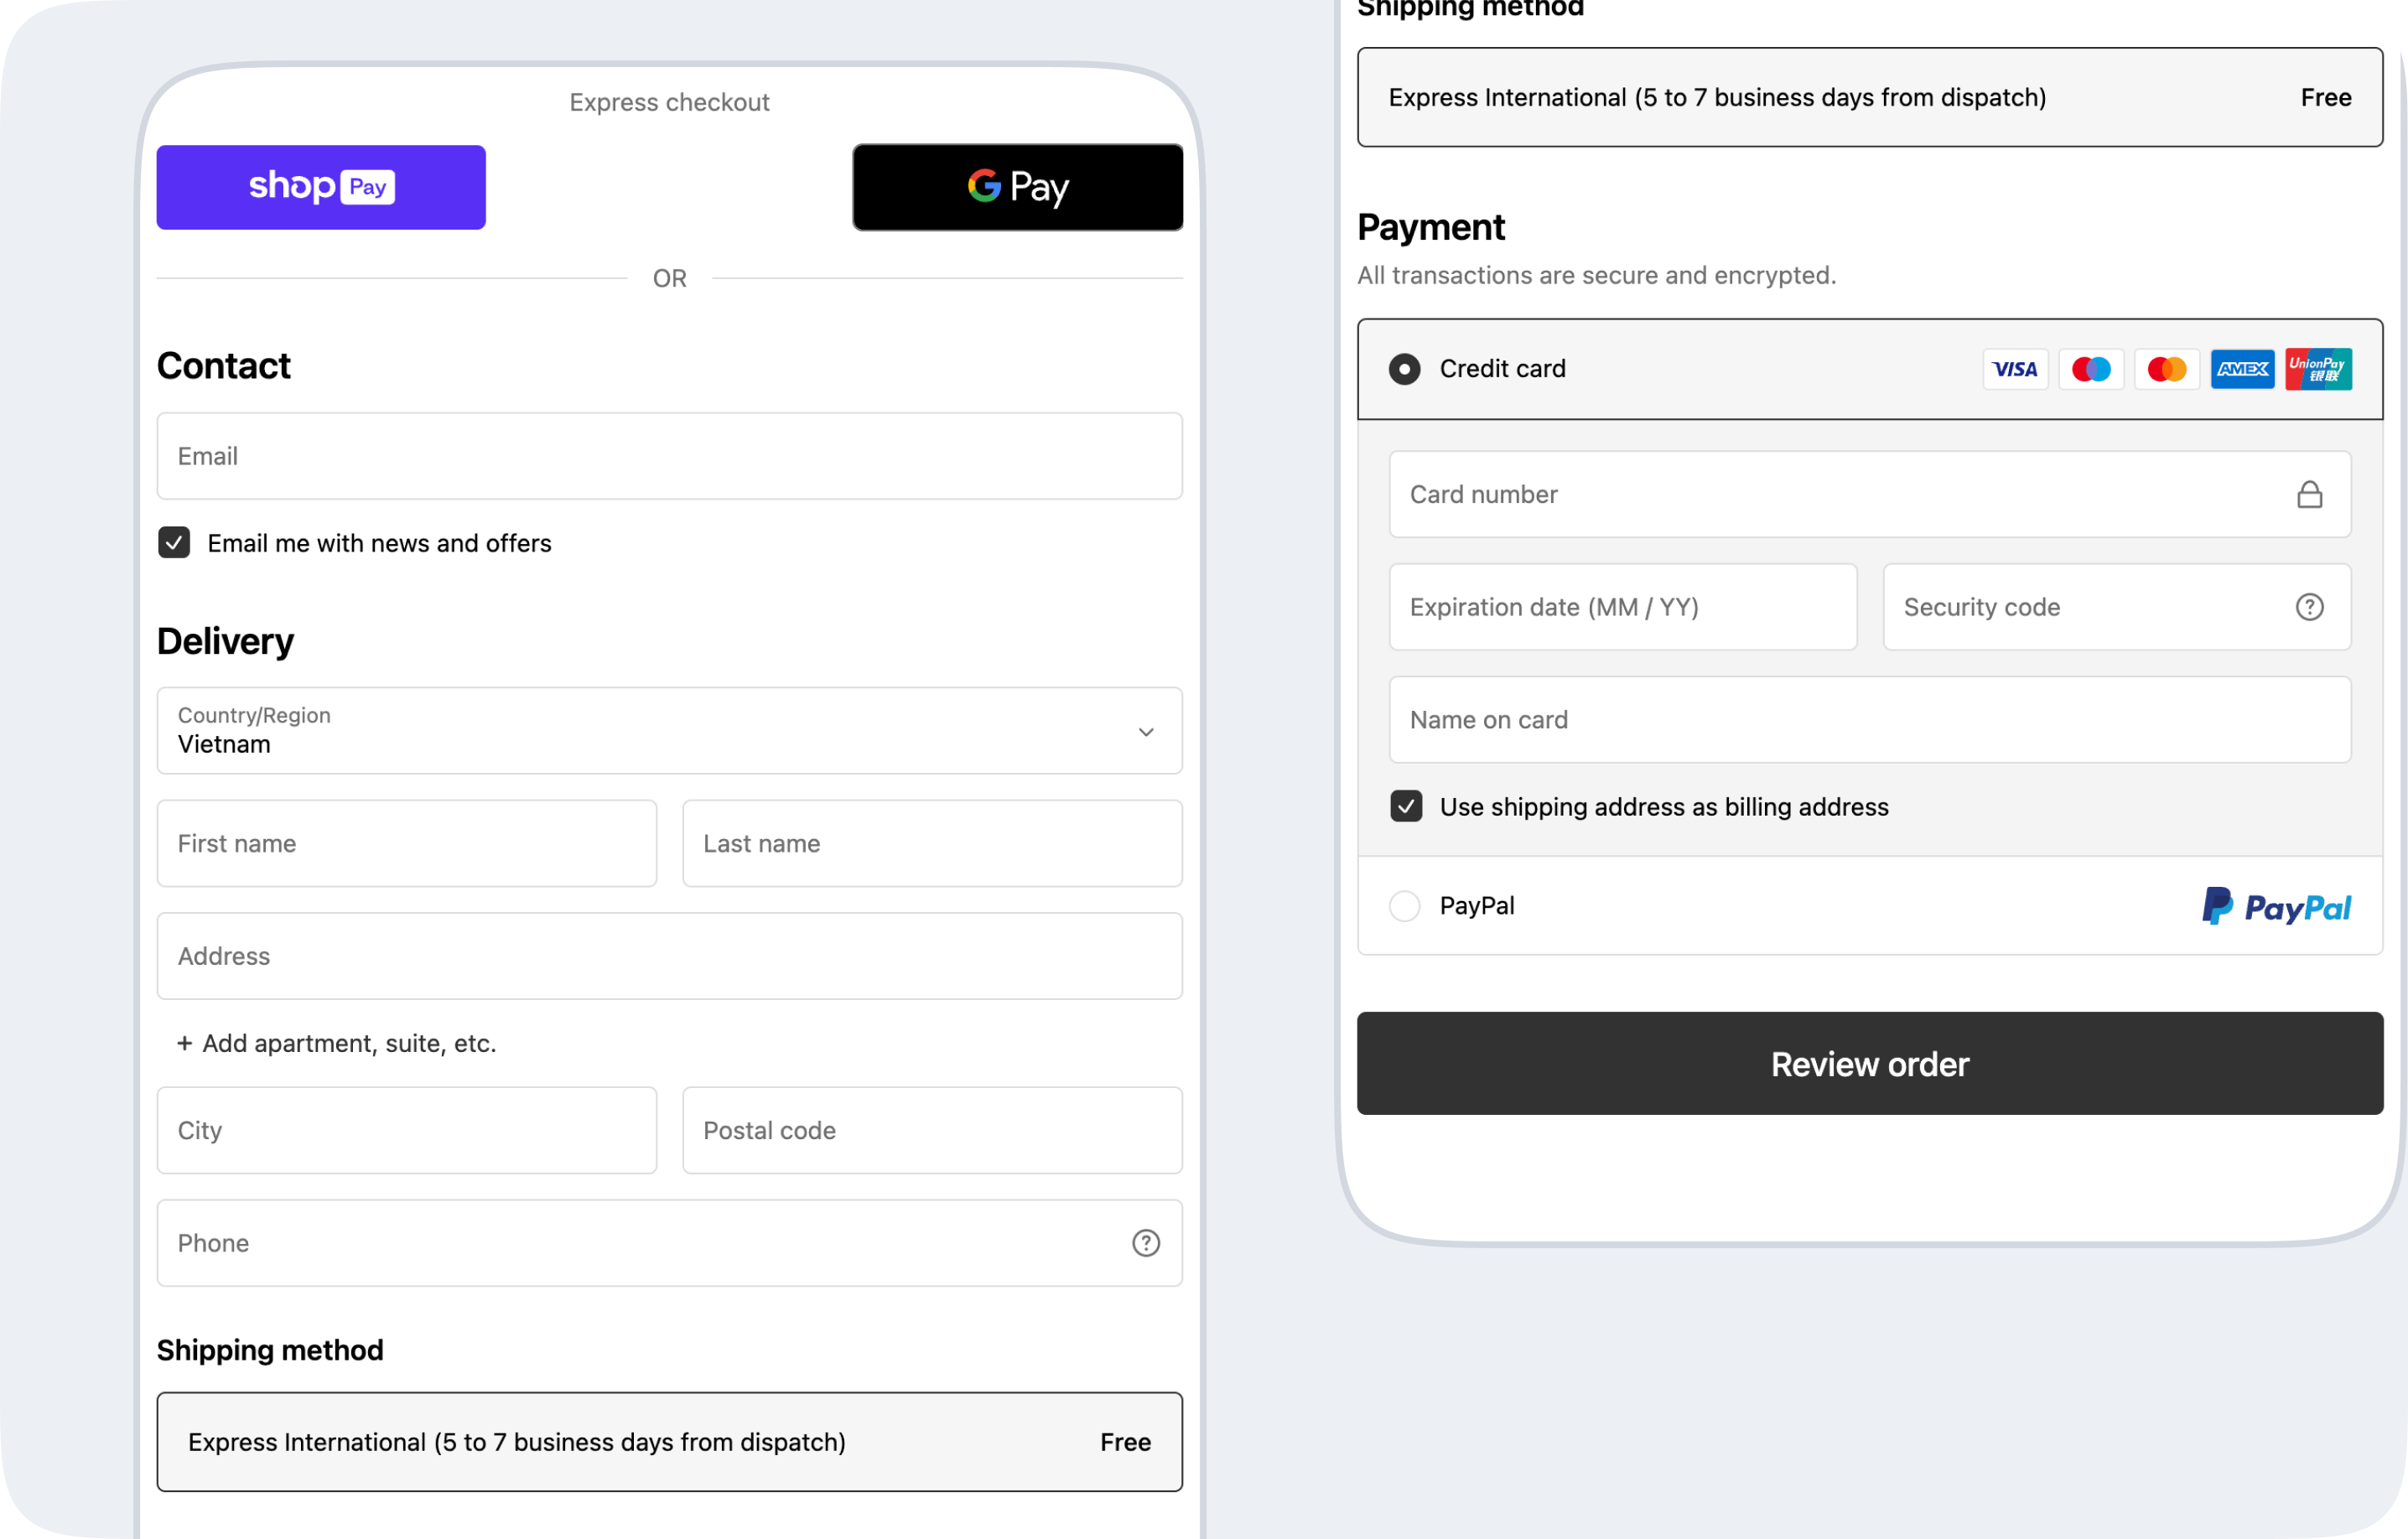 Express checkout
shop Pay
G Pay
OR
Contact
Email
Email me with news and offers
Delivery
Country/Region
Vietnam
First name
Last name
Address
+ Add apartment, suite, etc.
City
Postal code
Phone
?
Shipping method
Express International (5 to 7 business days from dispatch)
Free
Shipping method
Express International (5 to 7 business days from dispatch)
Free
Payment
All transactions are secure and encrypted.
Credit card
VISA
AMEX
UnionPay
银联
Card number
Expiration date (MM / YY)
Security code
?
Name on card
Use shipping address as billing address
PayPal
PayPal
Review order